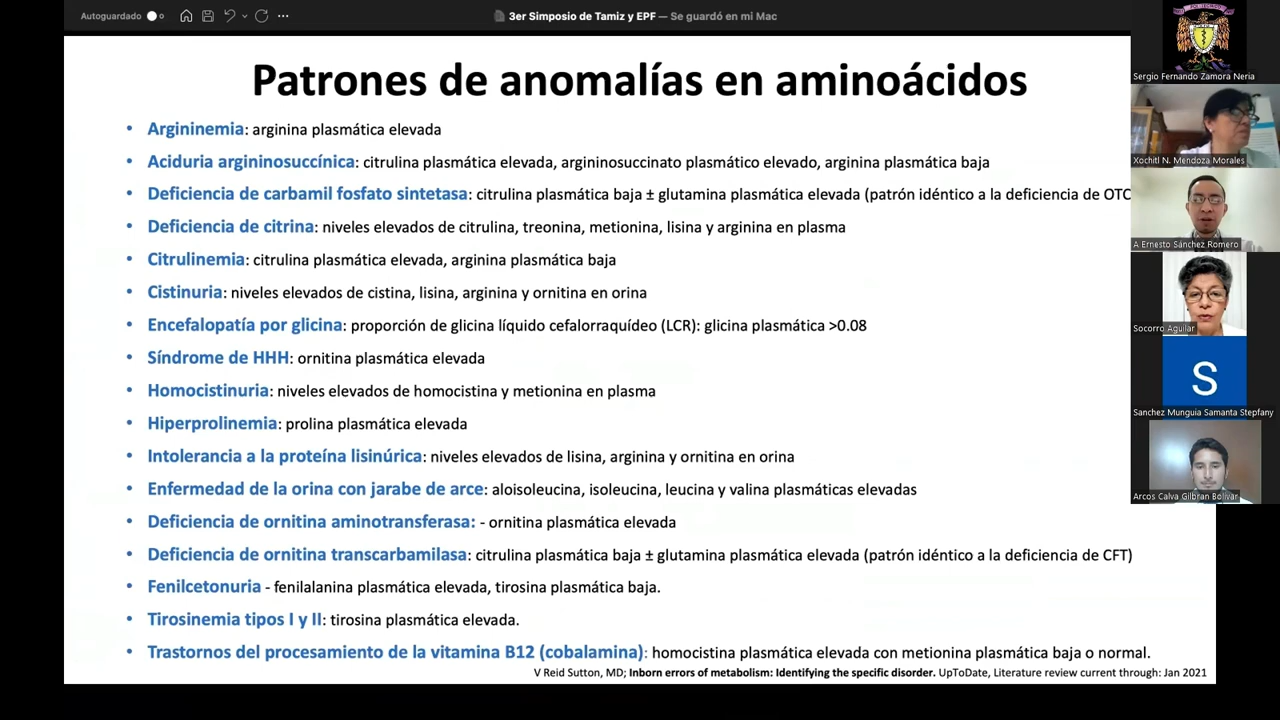 Autoguardado
3er Simposio de Tamiz y EPF — Se guardó en mi Mac
Patrones de anomalías en aminoácidos
• Argininemia: arginina plasmática elevada
• Aciduria argininosuccínica: citrulina plasmática elevada, argininosuccinato plasmático elevado, arginina plasmática baja
• Deficiencia de carbamil fosfato sintetasa: citrulina plasmática baja ± glutamina plasmática elevada (patrón idéntico a la deficiencia de OTC
• Deficiencia de citrina: niveles elevados de citrulina, treonina, metionina, lisina y arginina en plasma
• Citrulinemia: citrulina plasmática elevada, arginina plasmática baja
• Cistinuria: niveles elevados de cistina, lisina, arginina y ornitina en orina
• Encefalopatía por glicina: proporción de glicina líquido cefalorraquídeo (LCR): glicina plasmática >0.08
• Síndrome de HHH: ornitina plasmática elevada
• Homocistinuria: niveles elevados de homocistina y metionina en plasma
• Hiperprolinemia: prolina plasmática elevada
• Intolerancia a la proteína lisinúrica: niveles elevados de lisina, arginina y ornitina en orina
• Enfermedad de la orina con jarabe de arce: aloisoleucina, isoleucina, leucina y valina plasmáticas elevadas
• Deficiencia de ornitina aminotransferasa: - ornitina plasmática elevada
• Deficiencia de ornitina transcarbamilasa: citrulina plasmática baja ± glutamina plasmática elevada (patrón idéntico a la deficiencia de CFT)
• Fenilcetonuria - fenilalanina plasmática elevada, tirosina plasmática baja.
• Tirosinemia tipos I y II: tirosina plasmática elevada.
• Trastornos del procesamiento de la vitamina B12 (cobalamina): homocistina plasmática elevada con metionina plasmática baja o normal.
V Reid Sutton, MD; Inborn errors of metabolism: Identifying the specific disorder. UpToDate, Literature review current through: Jan 2021
Sergio Fernando Zamora Neria
Xochitl N. Mendoza Morales
A Ernesto Sánchez Romero
Socorro Aguilar
S
Sanchez Munguia Samanta Stepfany
Arcos Calva Gilbran Bolivar